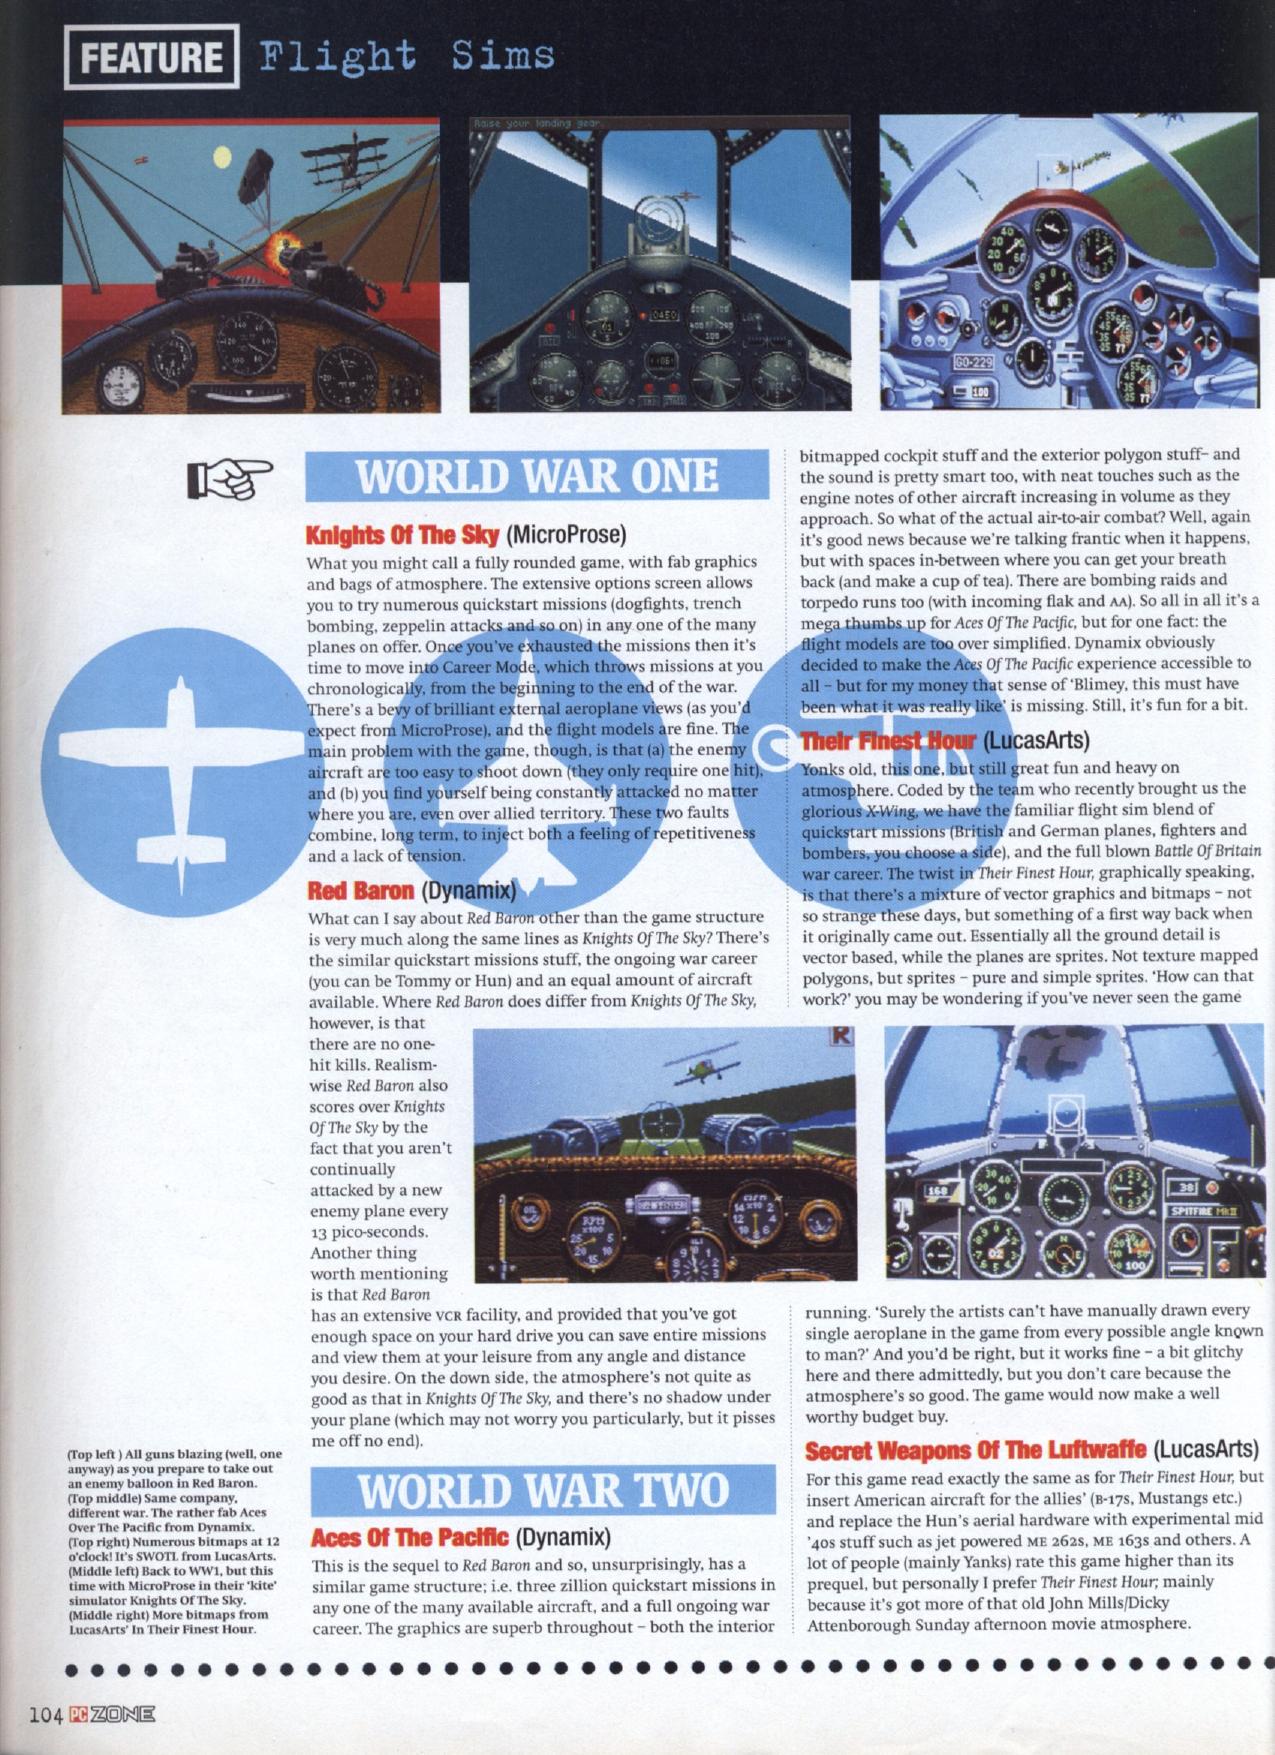 FEATURE Flight Sims
Raise your landing gear.
GO-229
100
WORLD WAR ONE
Knights Of The Sky (MicroProse)
What you might call a fully rounded game, with fab graphics
and bags of atmosphere. The extensive options screen allows
you to try numerous quickstart missions (dogfights, trench
bombing, zeppelin attacks and so on) in any one of the many
planes on offer. Once you've exhausted the missions then it's
time to move into Career Mode, which throws missions at you
chronologically, from the beginning to the end of the war.
There's a bevy of brilliant external aeroplane views (as you'd
expect from MicroProse), and the flight models are fine. The
main problem with the game, though, is that (a) the enemy
aircraft are too easy to shoot down (they only require one hit),
and (b) you find yourself being constantly attacked no matter
where you are, even over allied territory. These two faults
combine, long term, to inject both a feeling of repetitiveness
and a lack of tension.
Red Baron (Dynamix)
What can I say about Red Baron other than the game structure
is very much along the same lines as Knights Of The Sky? There's
the similar quickstart missions stuff, the ongoing war career
(you can be Tommy or Hun) and an equal amount of aircraft
available. Where Red Baron does differ from Knights Of The Sky,
however, is that
there are no one-
hit kills. Realism-
wise Red Baron also
scores over Knights
Of The Sky by the
fact that you aren't
continually
attacked by a new
enemy plane every
13 pico-seconds.
Another thing
worth mentioning
is that Red Baron
has an extensive VCR facility, and provided that you've got
enough space on your hard drive you can save entire missions
and view them at your leisure from any angle and distance
you desire. On the down side, the atmosphere's not quite as
good as that in Knights Of The Sky, and there's no shadow under
your plane (which may not worry you particularly, but it pisses
me off no end).
WORLD WAR TWO
Aces Of The Pacific (Dynamix)
This is the sequel to Red Baron and so, unsurprisingly, has a
similar game structure; i.e. three zillion quickstart missions in
any one of the many available aircraft, and a full ongoing war
career. The graphics are superb throughout – both the interior
bitmapped cockpit stuff and the exterior polygon stuff– and
the sound is pretty smart too, with neat touches such as the
engine notes of other aircraft increasing in volume as they
approach. So what of the actual air-to-air combat? Well, again
it's good news because we're talking frantic when it happens,
but with spaces in-between where you can get your breath
back (and make a cup of tea). There are bombing raids and
torpedo runs too (with incoming flak and AA). So all in all it's a
mega thumbs up for Aces Of The Pacific, but for one fact: the
flight models are too over simplified. Dynamix obviously
decided to make the Aces Of The Pacific experience accessible to
all – but for my money that sense of 'Blimey, this must have
been what it was really like' is missing. Still, it's fun for a bit.
Their Finest Hour (LucasArts)
Yonks old, this one, but still great fun and heavy on
atmosphere. Coded by the team who recently brought us the
glorious X-Wing, we have the familiar flight sim blend of
quickstart missions (British and German planes, fighters and
bombers, you choose a side), and the full blown Battle Of Britain
war career. The twist in Their Finest Hour, graphically speaking,
is that there's a mixture of vector graphics and bitmaps – not
so strange these days, but something of a first way back when
it originally came out. Essentially all the ground detail is
vector based, while the planes are sprites. Not texture mapped
polygons, but sprites – pure and simple sprites. 'How can that
work?' you may be wondering if you've never seen the game
R
168
38
SPITFIRE MkII
running. 'Surely the artists can't have manually drawn every
single aeroplane in the game from every possible angle known
to man?' And you'd be right, but it works fine – a bit glitchy
here and there admittedly, but you don't care because the
atmosphere's so good. The game would now make a well
worthy budget buy.
Secret Weapons Of The Luftwaffe (LucasArts)
For this game read exactly the same as for Their Finest Hour, but
insert American aircraft for the allies' (B-17s, Mustangs etc.)
and replace the Hun's aerial hardware with experimental mid
'40s stuff such as jet powered ME 262s, ME 163s and others. A
lot of people (mainly Yanks) rate this game higher than its
prequel, but personally I prefer Their Finest Hour; mainly
because it's got more of that old John Mills/Dicky
Attenborough Sunday afternoon movie atmosphere.
(Top left ) All guns blazing (well, one
anyway) as you prepare to take out
an enemy balloon in Red Baron.
(Top middle) Same company,
different war. The rather fab Aces
Over The Pacific from Dynamix.
(Top right) Numerous bitmaps at 12
o'clock! It's SWOTL from LucasArts.
(Middle left) Back to WW1, but this
time with MicroProse in their 'kite'
simulator Knights Of The Sky.
(Middle right) More bitmaps from
LucasArts' In Their Finest Hour.
104 PC ZONE